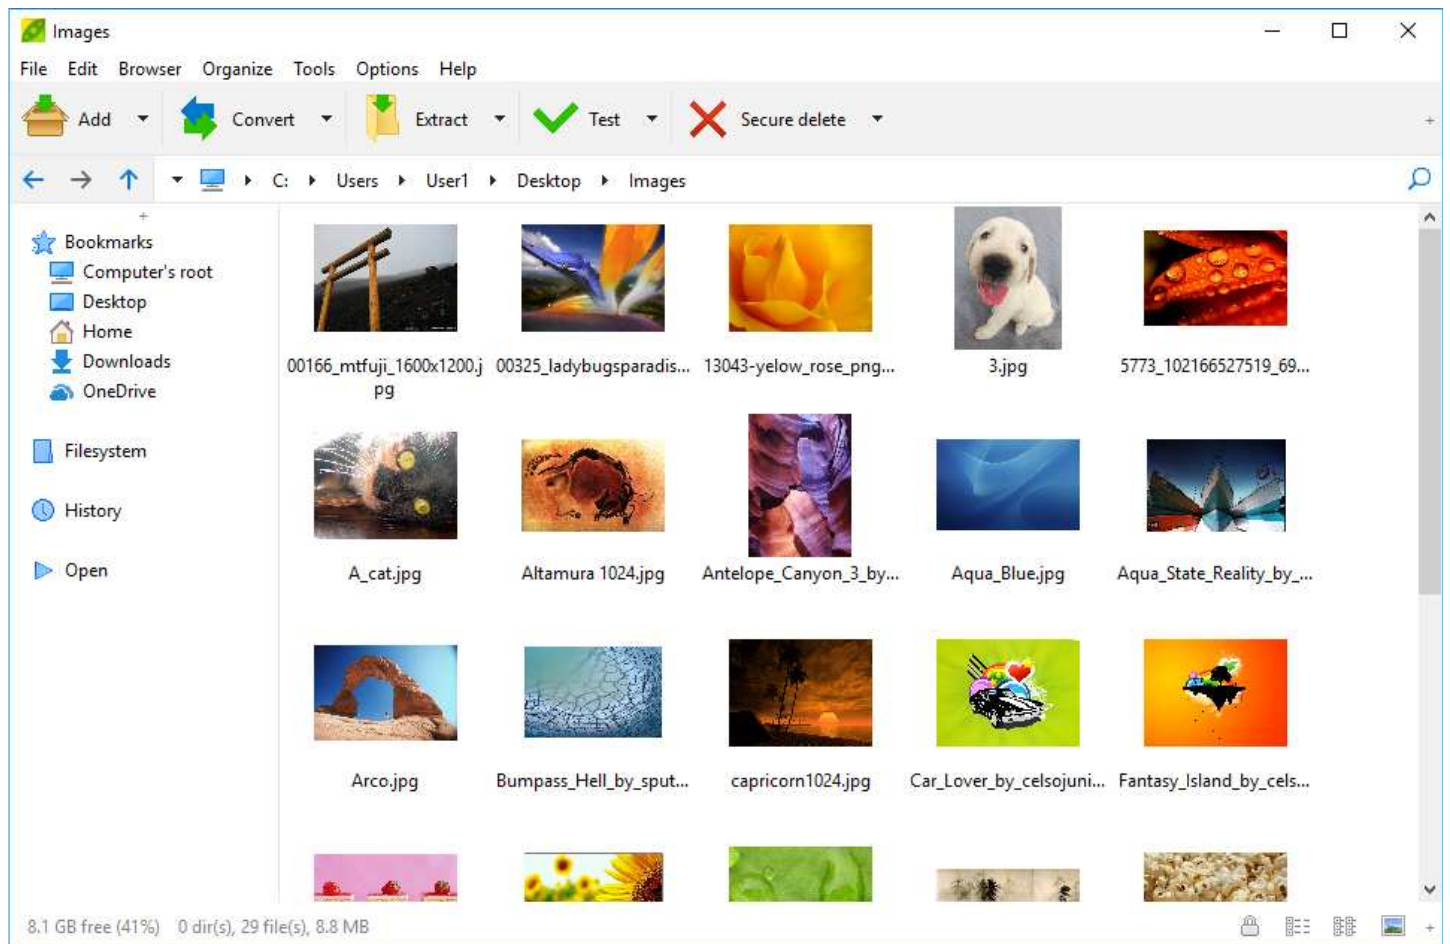 Images
File Edit Browser Organize Tools Options Help
Add Convert Extract Test Secure delete
C: Users User1 Desktop Images
Bookmarks
Computer's root
Desktop
Home
Downloads
OneDrive
Filesystem
History
Open
00166_mtfuji_1600x1200.j
pg
00325_ladybugsparadis...
13043-yelow_rose_png...
3.jpg
5773_102166527519_69...
A_cat.jpg
Altamura 1024.jpg
Antelope_Canyon_3_by...
Aqua_Blue.jpg
Aqua_State_Reality_by_...
Arco.jpg
Bumpass_Hell_by_sput...
capricorn1024.jpg
Car_Lover_by_celsojuni...
Fantasy_Island_by_cels...
8.1 GB free (41%) 0 dir(s), 29 file(s), 8.8 MB